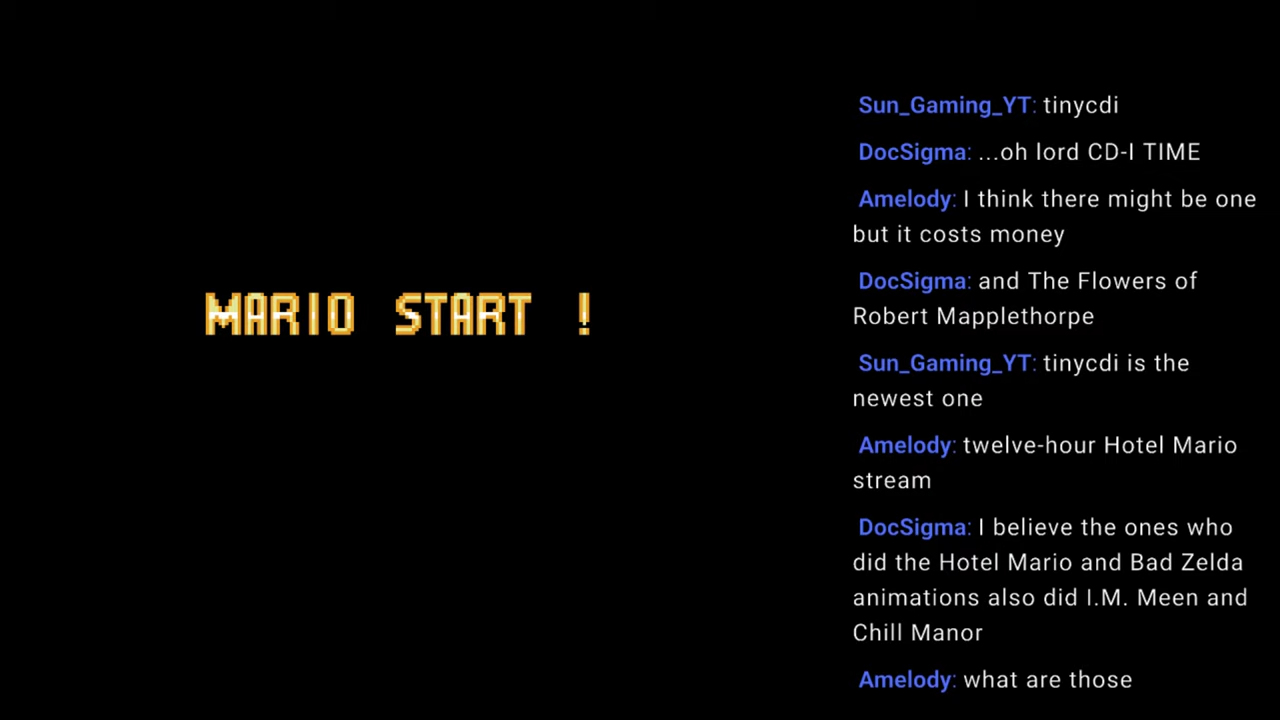 MARIO START !
Sun_Gaming_YT: tinycdi
DocSigma: ...oh lord CD-I TIME
Amelody: I think there might be one
but it costs money
DocSigma: and The Flowers of
Robert Mapplethorpe
Sun_Gaming_YT: tinycdi is the
newest one
Amelody: twelve-hour Hotel Mario
stream
DocSigma: I believe the ones who
did the Hotel Mario and Bad Zelda
animations also did I.M. Meen and
Chill Manor
Amelody: what are those